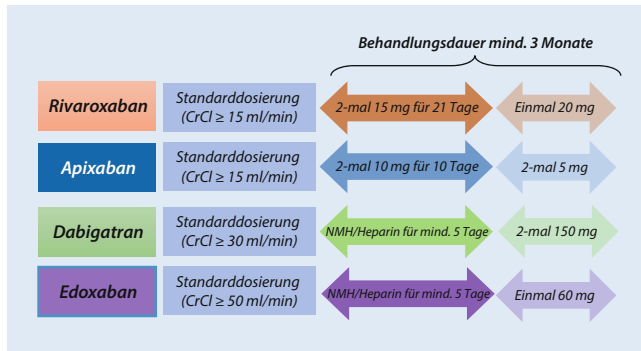 Behandlungsdauer mind. 3 Monate
Rivaroxaban
Standarddosierung
(CrCl ≥ 15 ml/min)
2-mal 15 mg für 21 Tage
Einmal 20 mg
Apixaban
Standarddosierung
(CrCl ≥ 15 ml/min)
2-mal 10 mg für 10 Tage
2-mal 5 mg
Dabigatran
Standarddosierung
(CrCl ≥ 30 ml/min)
NMH/Heparin für mind. 5 Tage
2-mal 150 mg
Edoxaban
Standarddosierung
(CrCl ≥ 50 ml/min)
NMH/Heparin für mind. 5 Tage
Einmal 60 mg